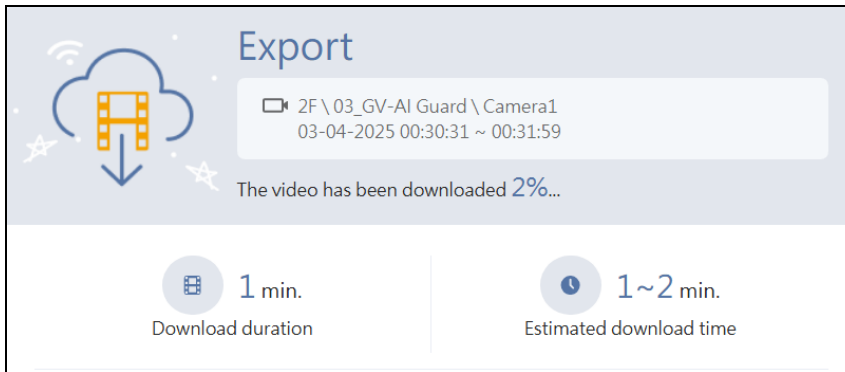 Export
2F \ 03_GV-AI Guard \ Camera1
03-04-2025 00:30:31 ~ 00:31:59
The video has been downloaded 2%...
1 min.
Download duration
1~2 min.
Estimated download time